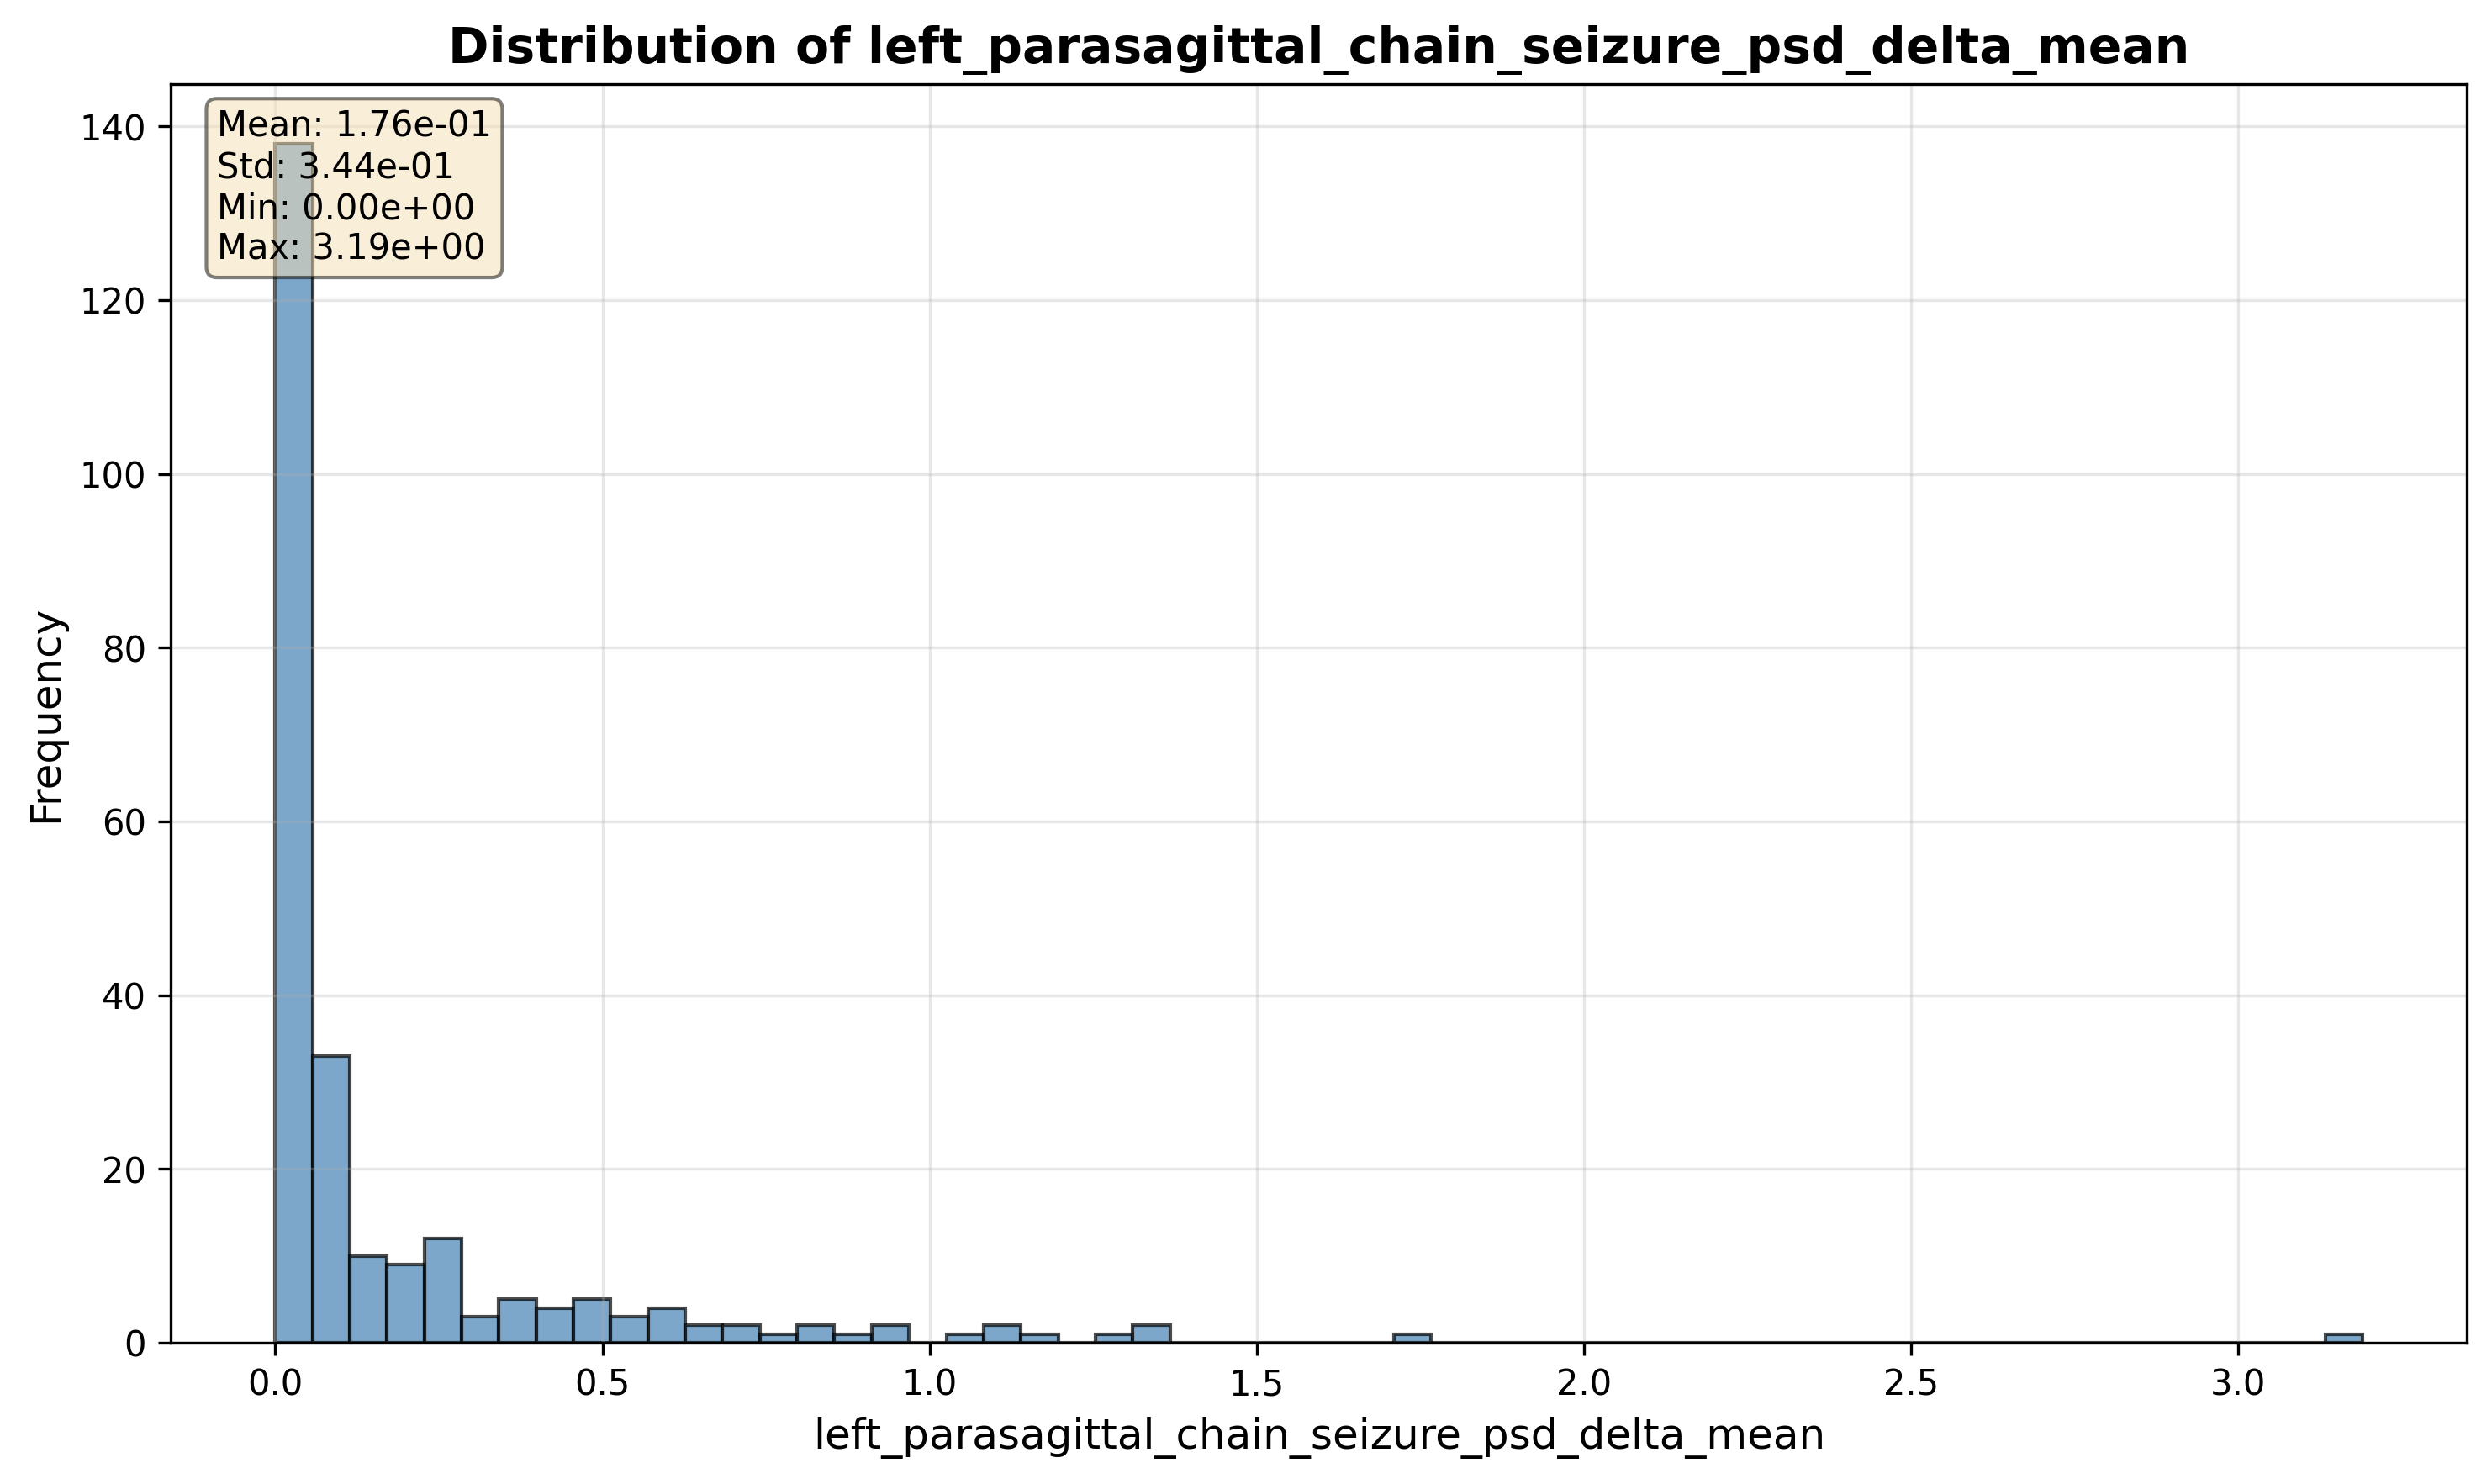 Distribution of left_parasagittal_chain_seizure_psd_delta_mean
Mean: 1.76e-01
Std: 3.44e-01
Min: 0.00e+00
Max: 3.19e+00
140
120
100
80
60
40
20
0
Frequency
0.0 0.5 1.0 1.5 2.0 2.5 3.0
left_parasagittal_chain_seizure_psd_delta_mean